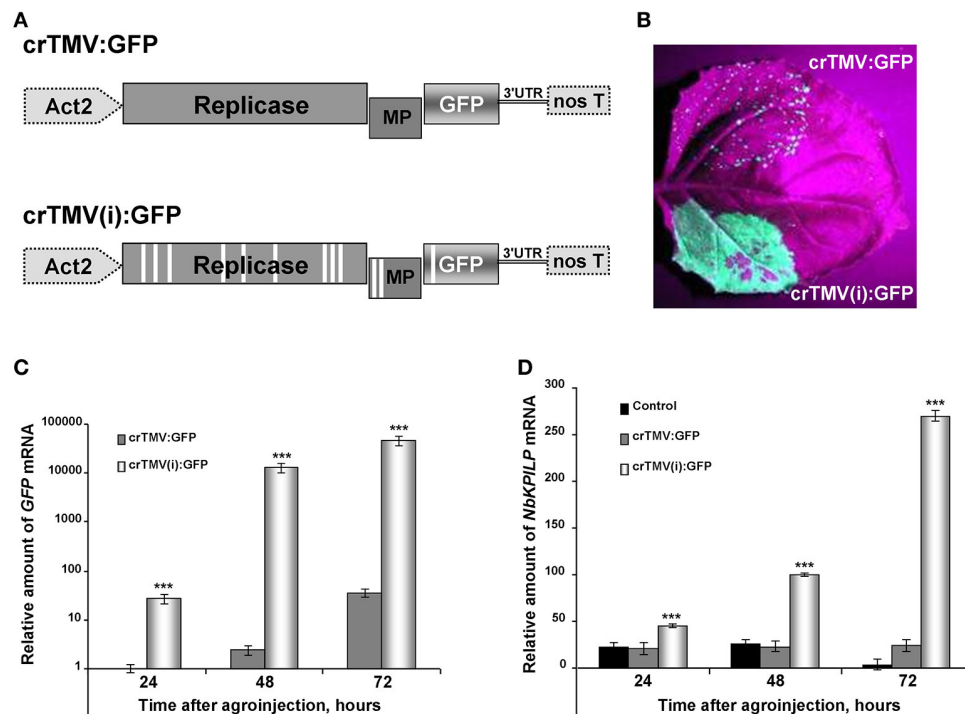 A
crTMV:GFP
Act2 Replicase MP GFP 3'UTR nos T
crTMV(i):GFP
Act2 Replicase MP GFP 3'UTR nos T
B
crTMV:GFP
crTMV(i):GFP
C
Relative amount of GFP mRNA
100000
10000
1000
100
10
1
crTMV:GFP
crTMV(i):GFP
***
***
***
24 48 72
Time after agroinjection, hours
D
Relative amount of NbKPILP mRNA
300
250
200
150
100
50
0
Control
crTMV:GFP
crTMV(i):GFP
***
***
***
24 48 72
Time after agroinjection, hours